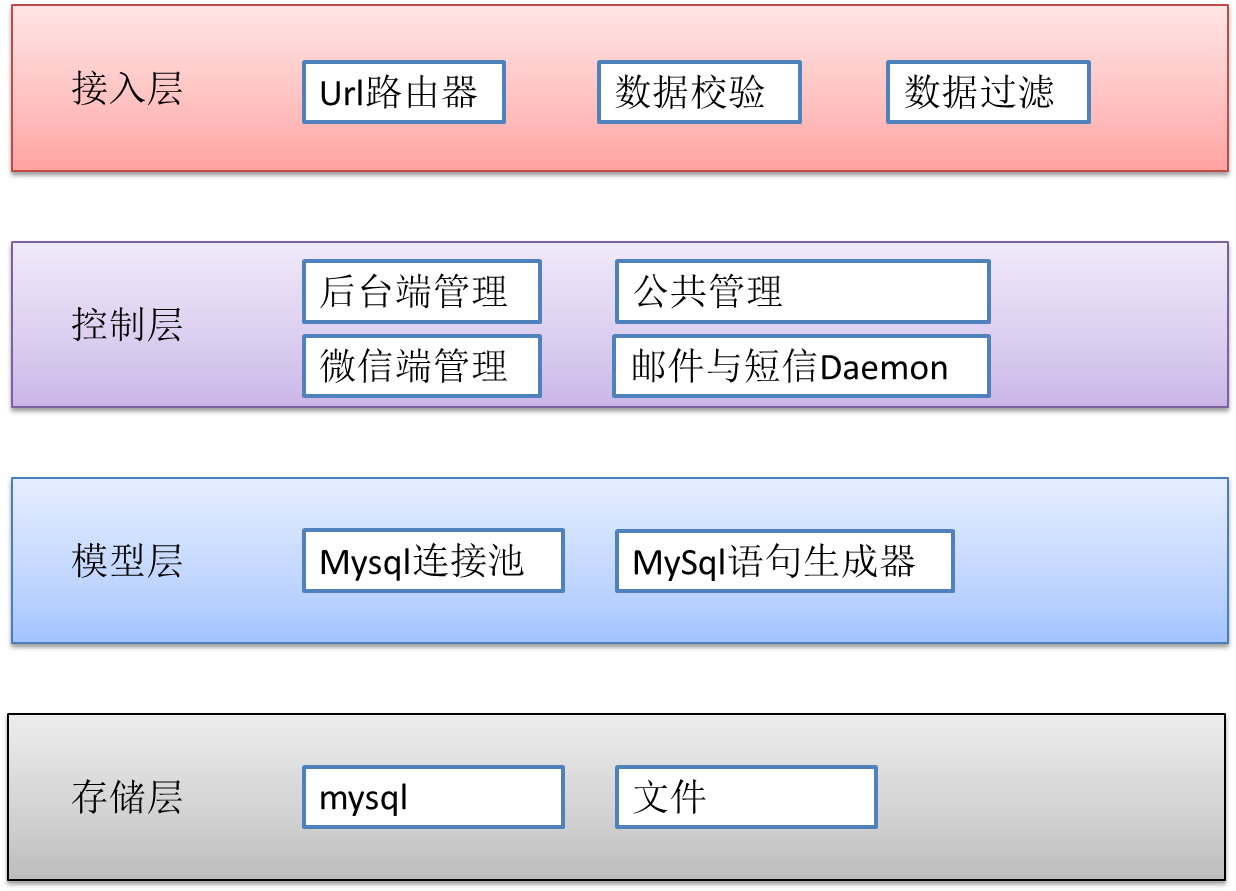 接入层
Url路由器
数据校验
数据过滤
控制层
后台端管理
公共管理
微信端管理
邮件与短信Daemon
模型层
Mysql连接池
MySql语句生成器
存储层
mysql
文件